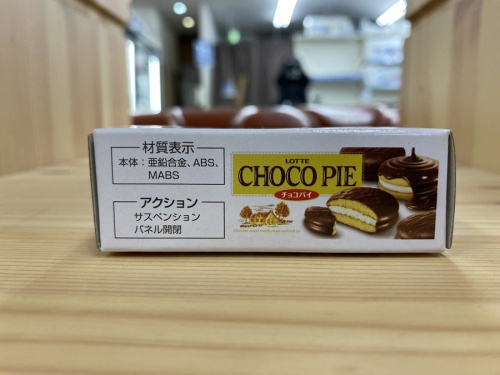 材質表示
本体：亜鉛合金、ABS、
MABS
アクション
サスペンション
パネル開閉
LOTTE
CHOCO PIE
チョコパイ